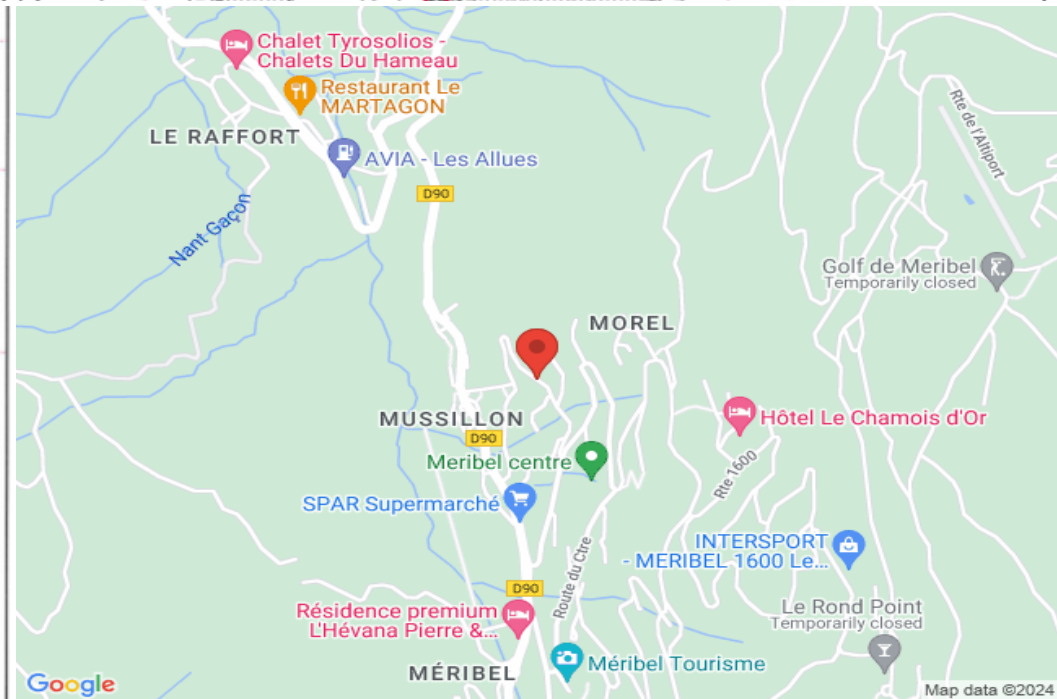 Chalet Tyrosolios -
Chalets Du Hameau
Restaurant Le
MARTAGON
LE RAFFORT
AVIA - Les Allues
Rte de l'Altiport
D90
Nant Gaçon
Golf de Meribel
Temporarily closed
MOREL
MUSSILLON
D90
Hôtel Le Chamois d'Or
Meribel centre
Rte 1600
SPAR Supermarché
INTERSPORT
- MERIBEL 1600 Le...
Route du Ctre
D90
Résidence premium
L'Hévana Pierre &...
Le Rond Point
Temporarily closed
MÉRIBEL
Méribel Tourisme
Google
Map data ©2024